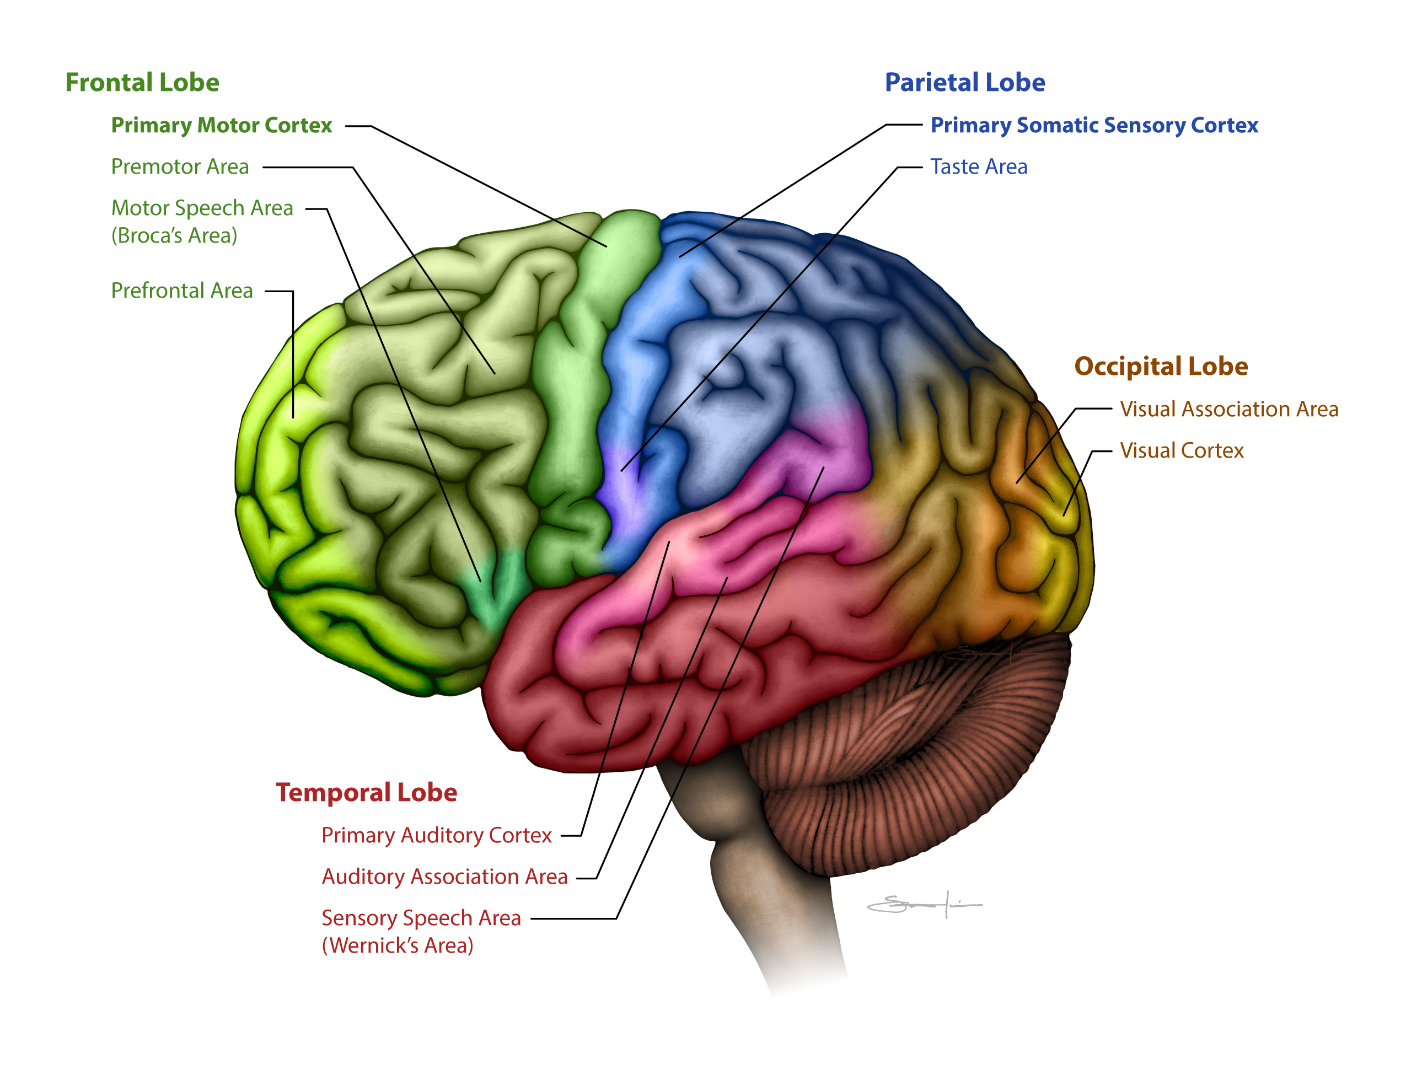 Frontal Lobe
Primary Motor Cortex
Premotor Area
Motor Speech Area
(Broca's Area)
Prefrontal Area
Parietal Lobe
Primary Somatic Sensory Cortex
Taste Area
Occipital Lobe
Visual Association Area
Visual Cortex
Temporal Lobe
Primary Auditory Cortex
Auditory Association Area
Sensory Speech Area
(Wernick's Area)